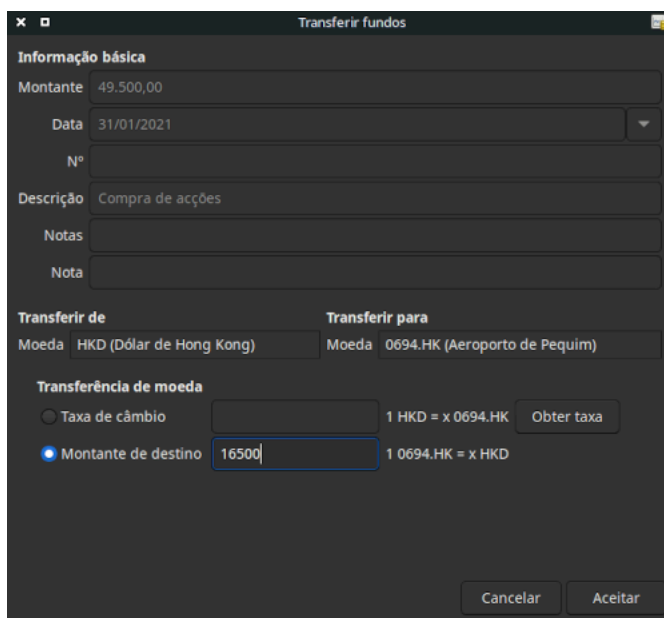 Transferir fundos
Informação básica
Montante 49.500,00
Data 31/01/2021
Nº
Descrição Compra de acções
Notas
Nota
Transferir de Transferir para
Moeda HKD (Dólar de Hong Kong) Moeda 0694.HK (Aeroporto de Pequim)
Transferência de moeda
Taxa de câmbio 1 HKD = x 0694.HK Obter taxa
Montante de destino 16500 1 0694.HK = x HKD
Cancelar Aceitar